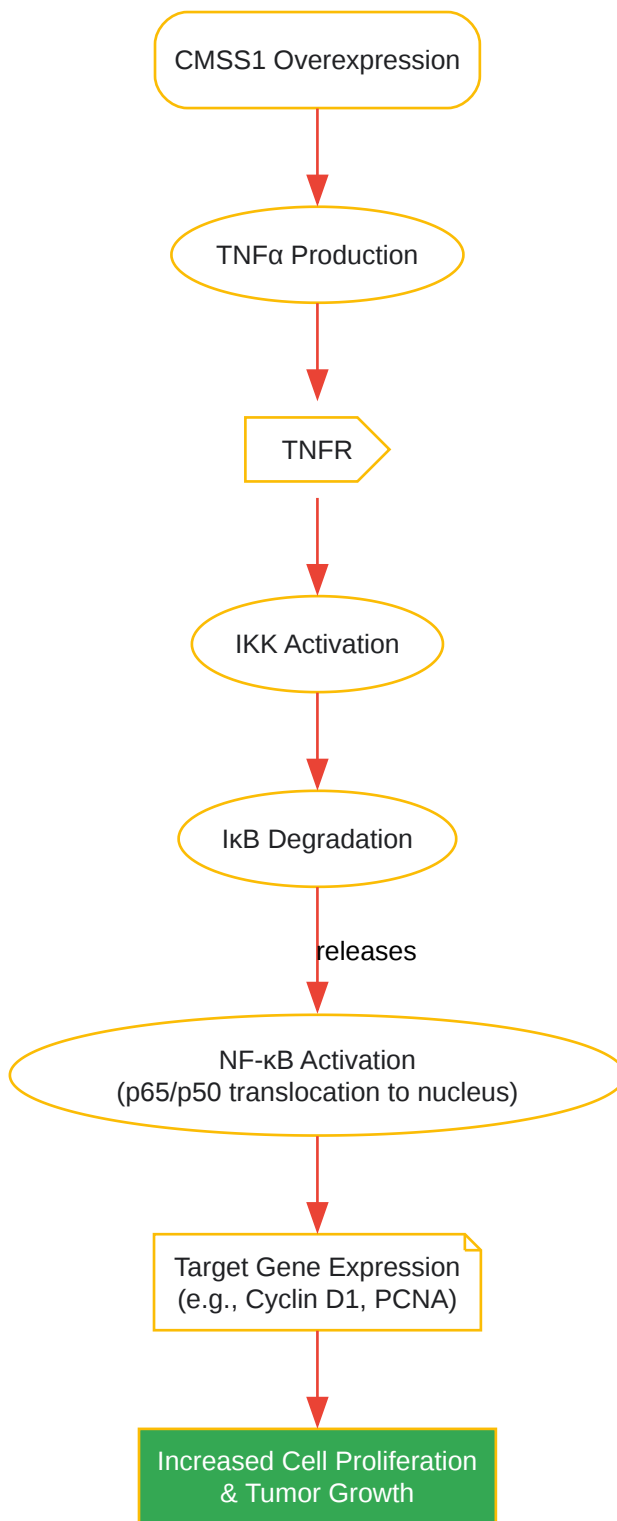 CMSS1 Overexpression
TNFα Production
TNFR
IKK Activation
IκB Degradation
releases
NF-κB Activation
(p65/p50 translocation to nucleus)
Target Gene Expression
(e.g., Cyclin D1, PCNA)
Increased Cell Proliferation
& Tumor Growth